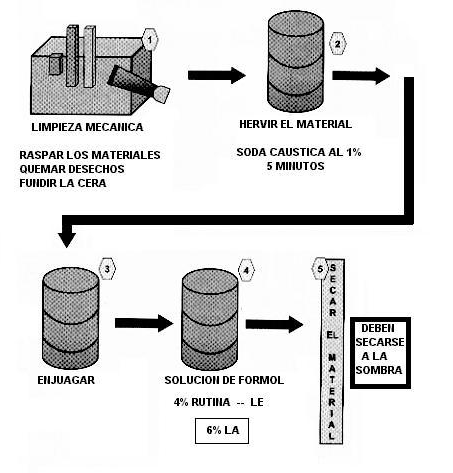 1
LIMPIEZA MECANICA
RASPAR LOS MATERIALES
QUEMAR DESECHOS
FUNDIR LA CERA
2
HERVIR EL MATERIAL
SODA CAUSTICA AL 1%
5 MINUTOS
3
ENJUAGAR
4
SOLUCION DE FORMOL
4% RUTINA -- LE
6% LA
5
SECAR EL MATERIAL
DEBEN
SECARSE
A LA
SOMBRA